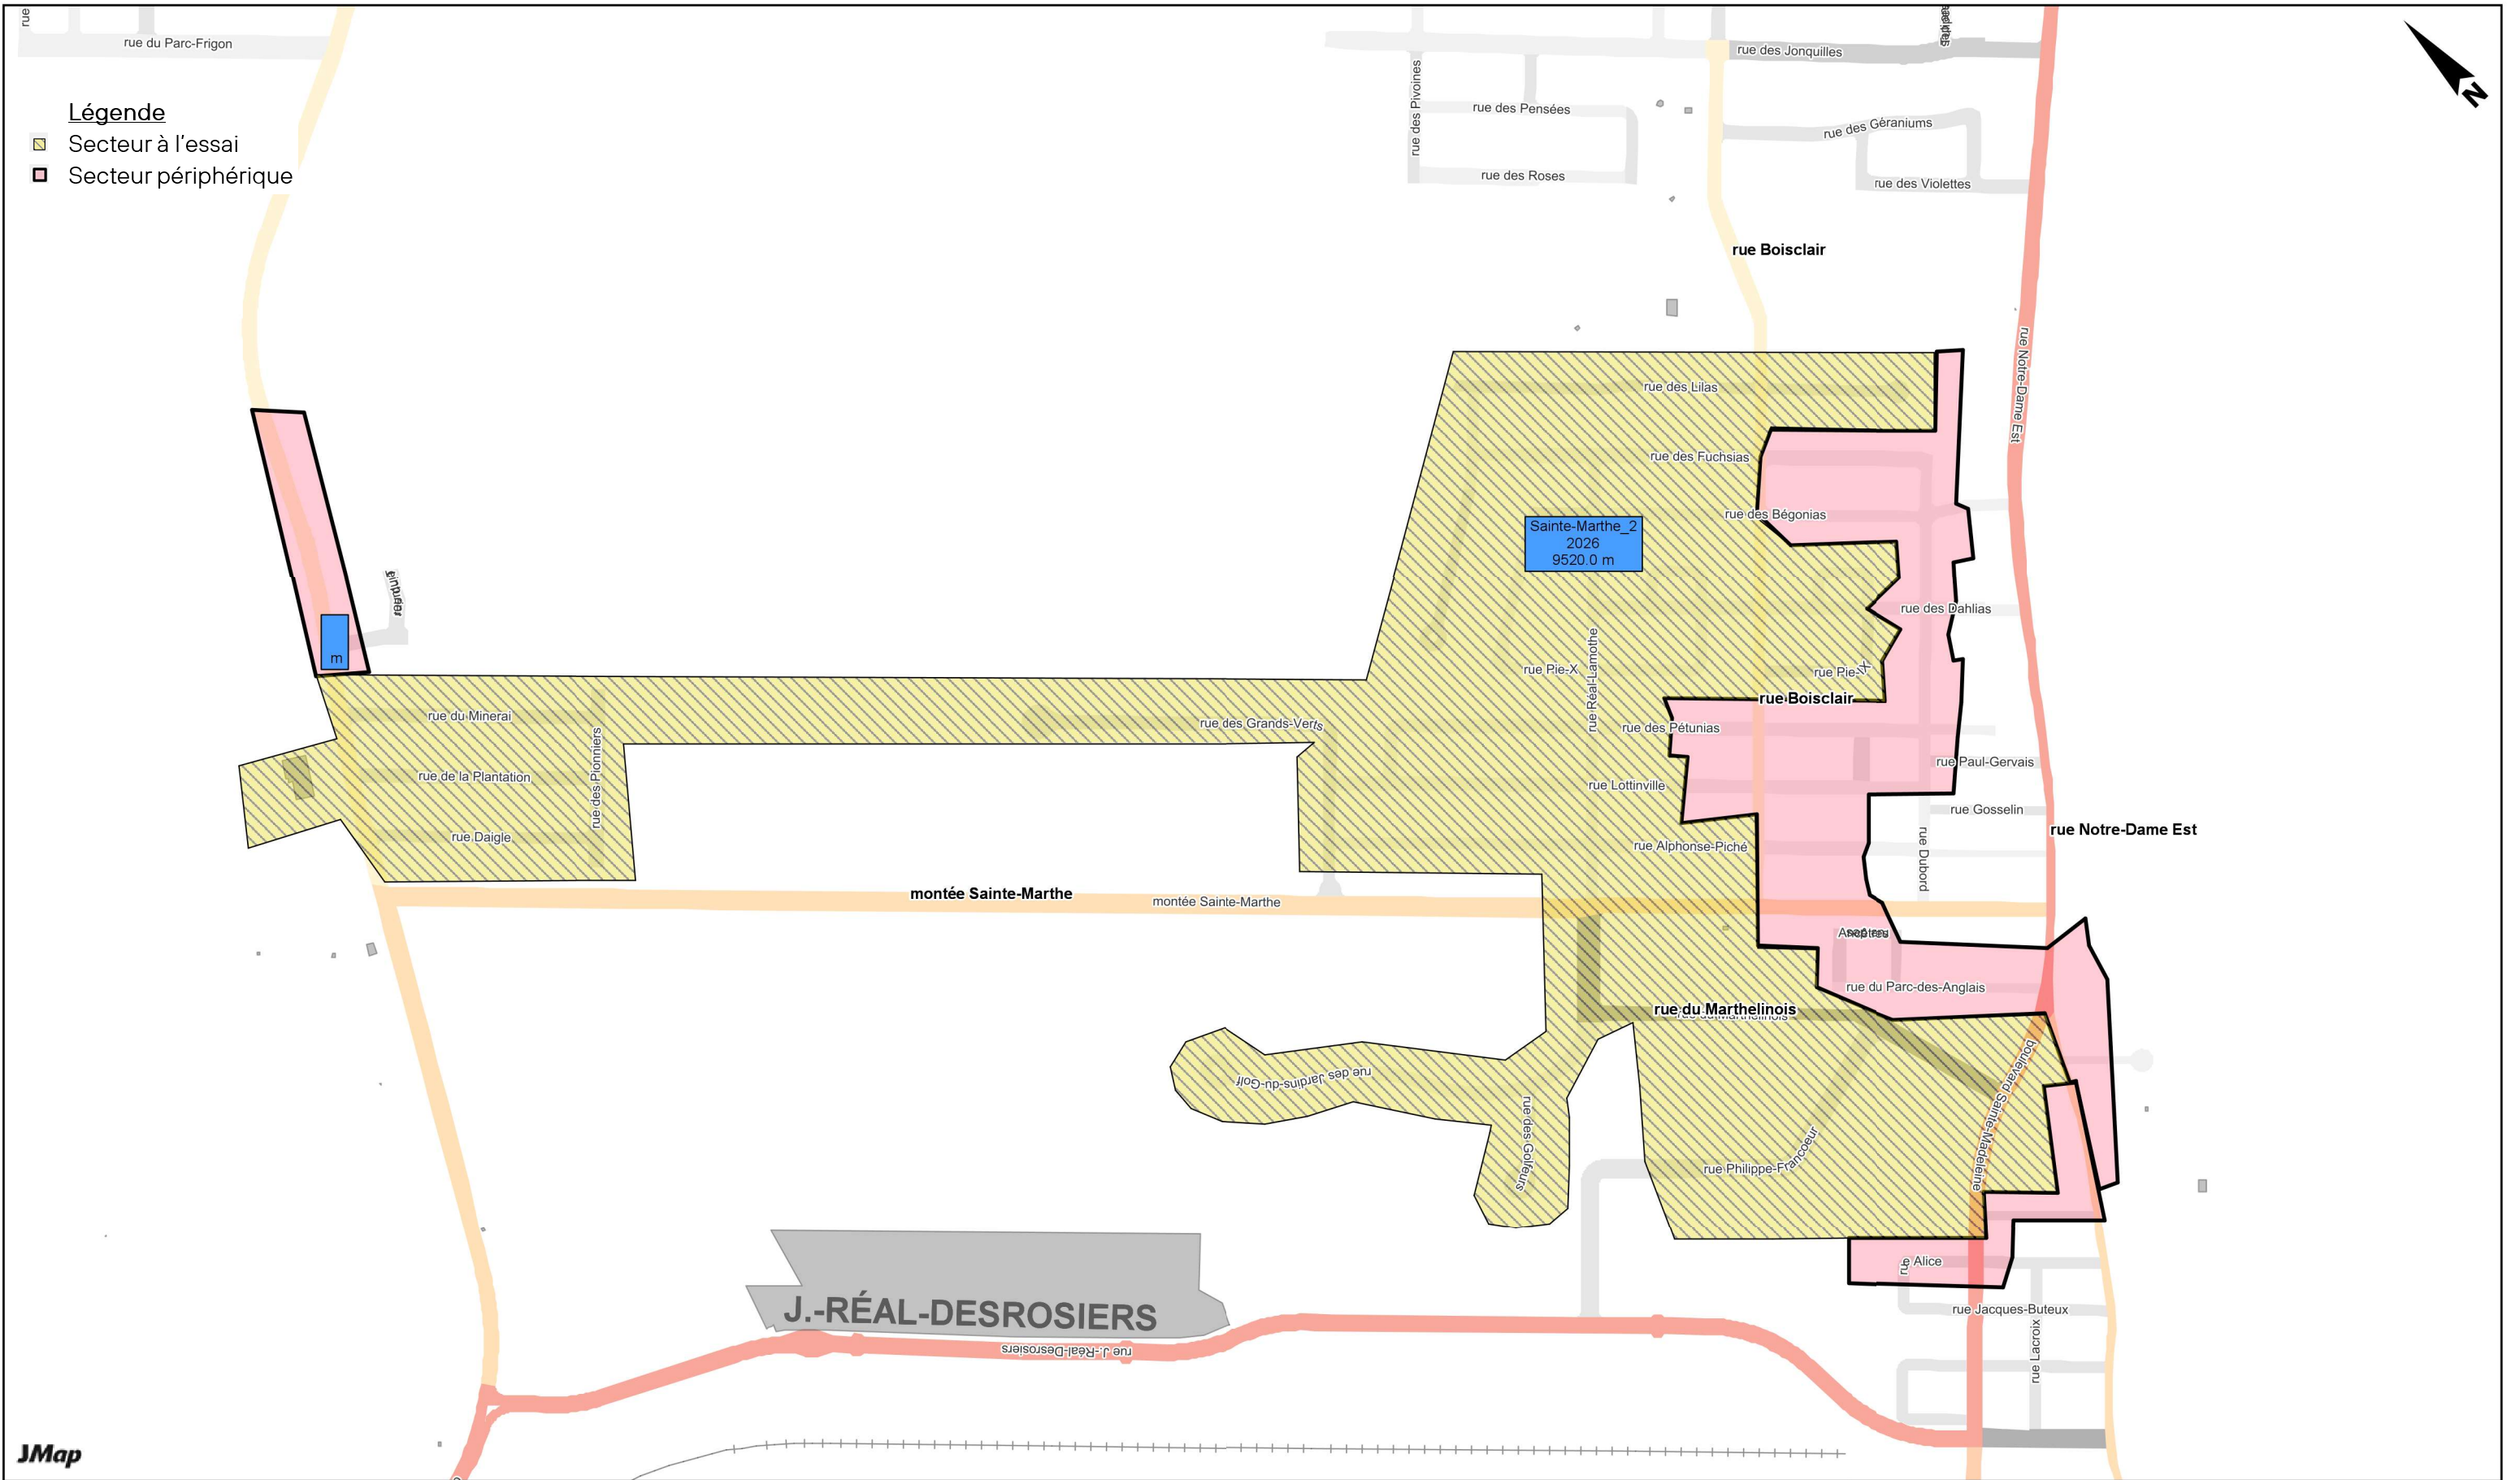 rue
rue du Parc-Frigon
Légende
Secteur à l'essai
Secteur périphérique
rue des Jonquilles
rue des Pivoines
rue des Pensées
rue des Géraniums
rue des Roses
rue des Violettes
N
rue Boisclair
rue Notre-Dame Est
rue des Lilas
rue des Fuchsias
rue des Bégonias
Sainte-Marthe_2
2026
9520.0 m
rue des Dahlias
m
rue Réal-Lamothe
rue Pie-X
rue Pie-IX
rue Boisclair
rue du Minerai
rue des Grands-Verts
rue des Pétunias
rue des Pionniers
rue de la Plantation
rue Paul-Gervais
rue Lottinville
rue Gosselin
rue Daigle
rue Notre-Dame Est
rue Alphonse-Piché
rue Dubord
montée Sainte-Marthe
montée Sainte-Marthe
Ancêtres
rue du Parc-des-Anglais
rue du Marthelinois
rue du Marthelinois
boulevard Sainte-Madeleine
rue des Jardins-du-Golf
rue des Golfeurs
rue Philippe-Francoeur
rue Alice
J.-RÉAL-DESROSIERS
rue Jacques-Buteux
rue J.-Réal-Desrosiers
rue Lacroix
JMap